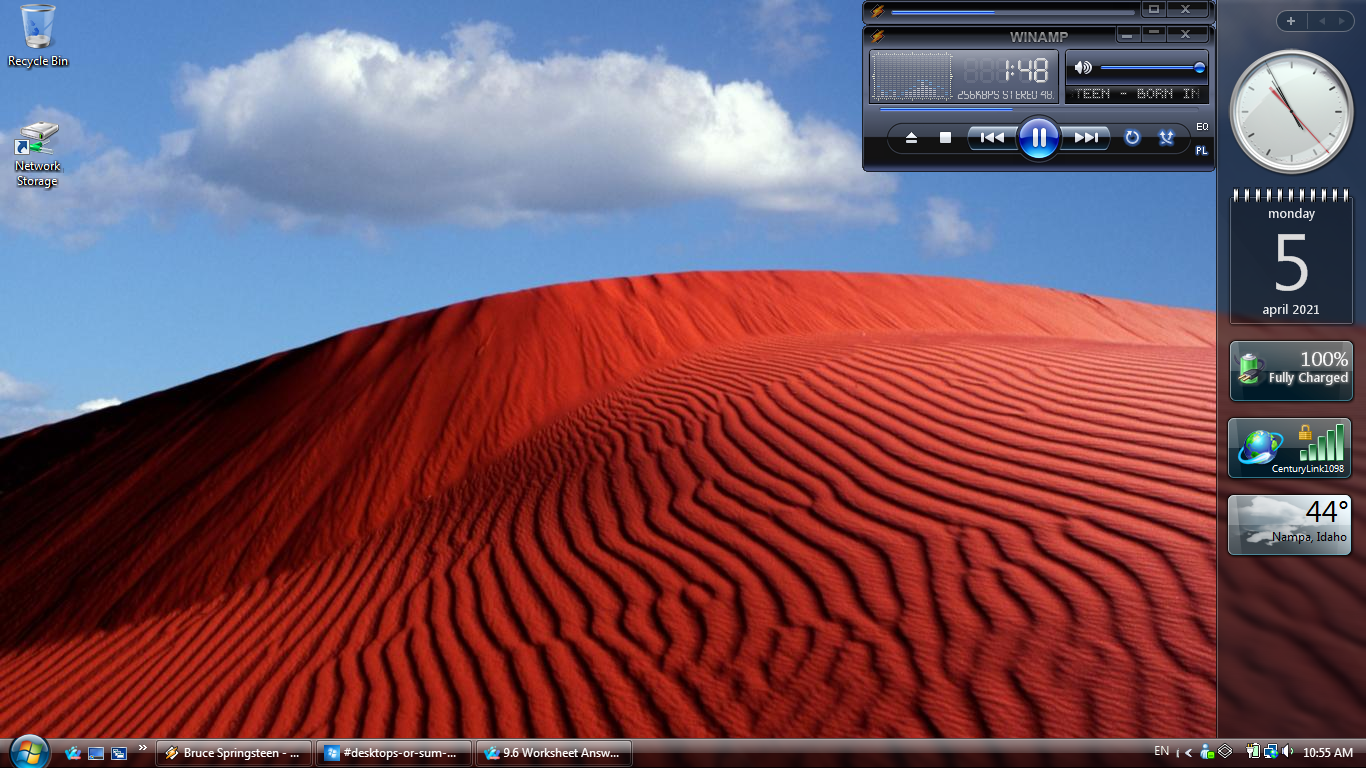 Recycle Bin
Network
Storage
WINAMP
1:48
256KBPS STEREO 48
TEEN - BORN IN
EQ
PL
monday
5
april 2021
100%
Fully Charged
CenturyLink1098
44°
Nampa, Idaho
Bruce Springsteen - ...
#desktops-or-sum-...
9.6 Worksheet Answ...
EN
10:55 AM